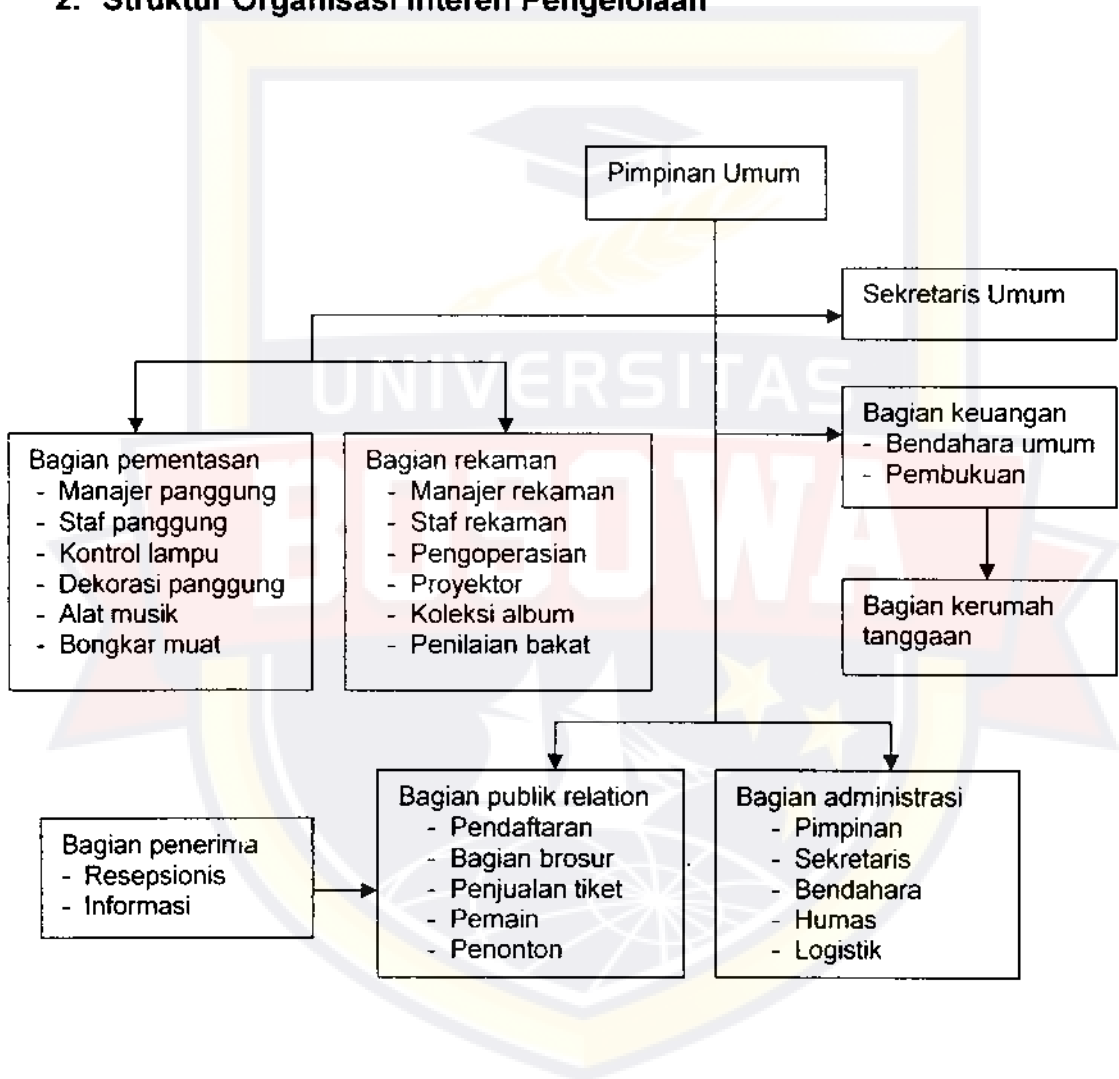 2. Struktur Organisasi Interen Pengelolaan
Pimpinan Umum
Sekretaris Umum
Bagian keuangan
- Bendahara umum
- Pembukuan
Bagian kerumah
tanggaan
Bagian pementasan
- Manajer panggung
- Staf panggung
- Kontrol lampu
- Dekorasi panggung
- Alat musik
- Bongkar muat
Bagian rekaman
- Manajer rekaman
- Staf rekaman
- Pengoperasian
- Proyektor
- Koleksi album
- Penilaian bakat
Bagian penerima
- Resepsionis
- Informasi
Bagian publik relation
- Pendaftaran
- Bagian brosur
- Penjualan tiket
- Pemain
- Penonton
Bagian administrasi
- Pimpinan
- Sekretaris
- Bendahara
- Humas
- Logistik
UNIVERSITAS
BOSOWA